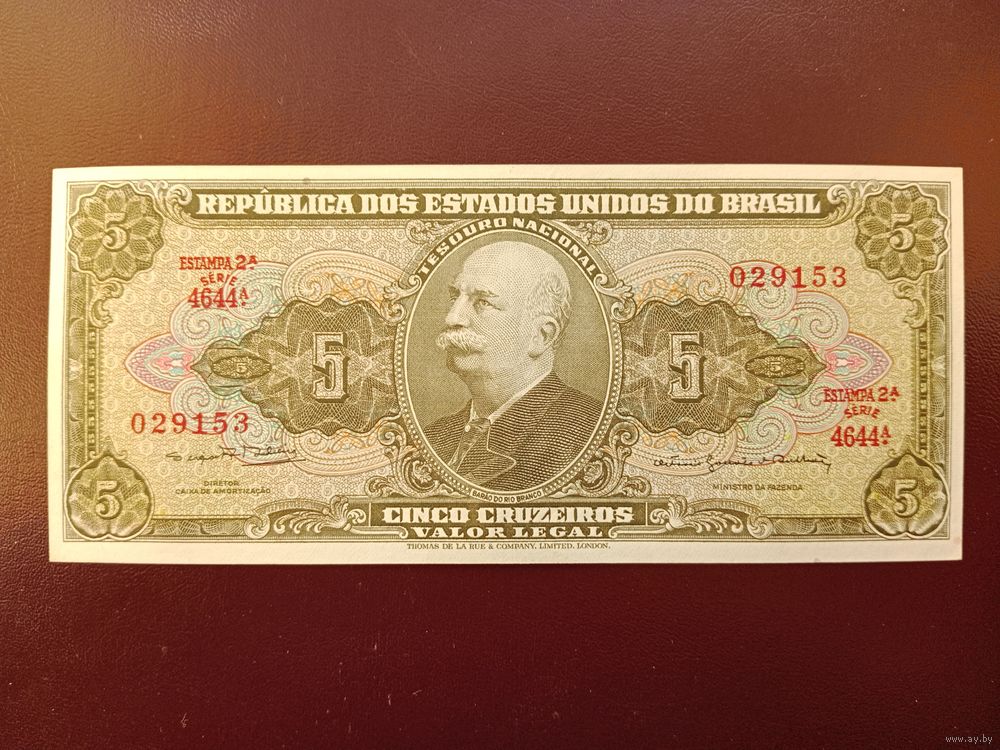 REPÚBLICA DOS ESTADOS UNIDOS DO BRASIL
5
5
TESOURO NACIONAL
ESTAMPA 2ª
SÉRIE
4644ª
029153
5
5
5
5
029153
ESTAMPA 2ª
SÉRIE
4644ª
DIRETOR
CAIXA DE AMORTIZAÇÃO
BARÃO DO RIO BRANCO
MINISTRO DA FAZENDA
5
5
CINCO CRUZEIROS
VALOR LEGAL
THOMAS DE LA RUE & COMPANY, LIMITED, LONDON.
www.ay.by